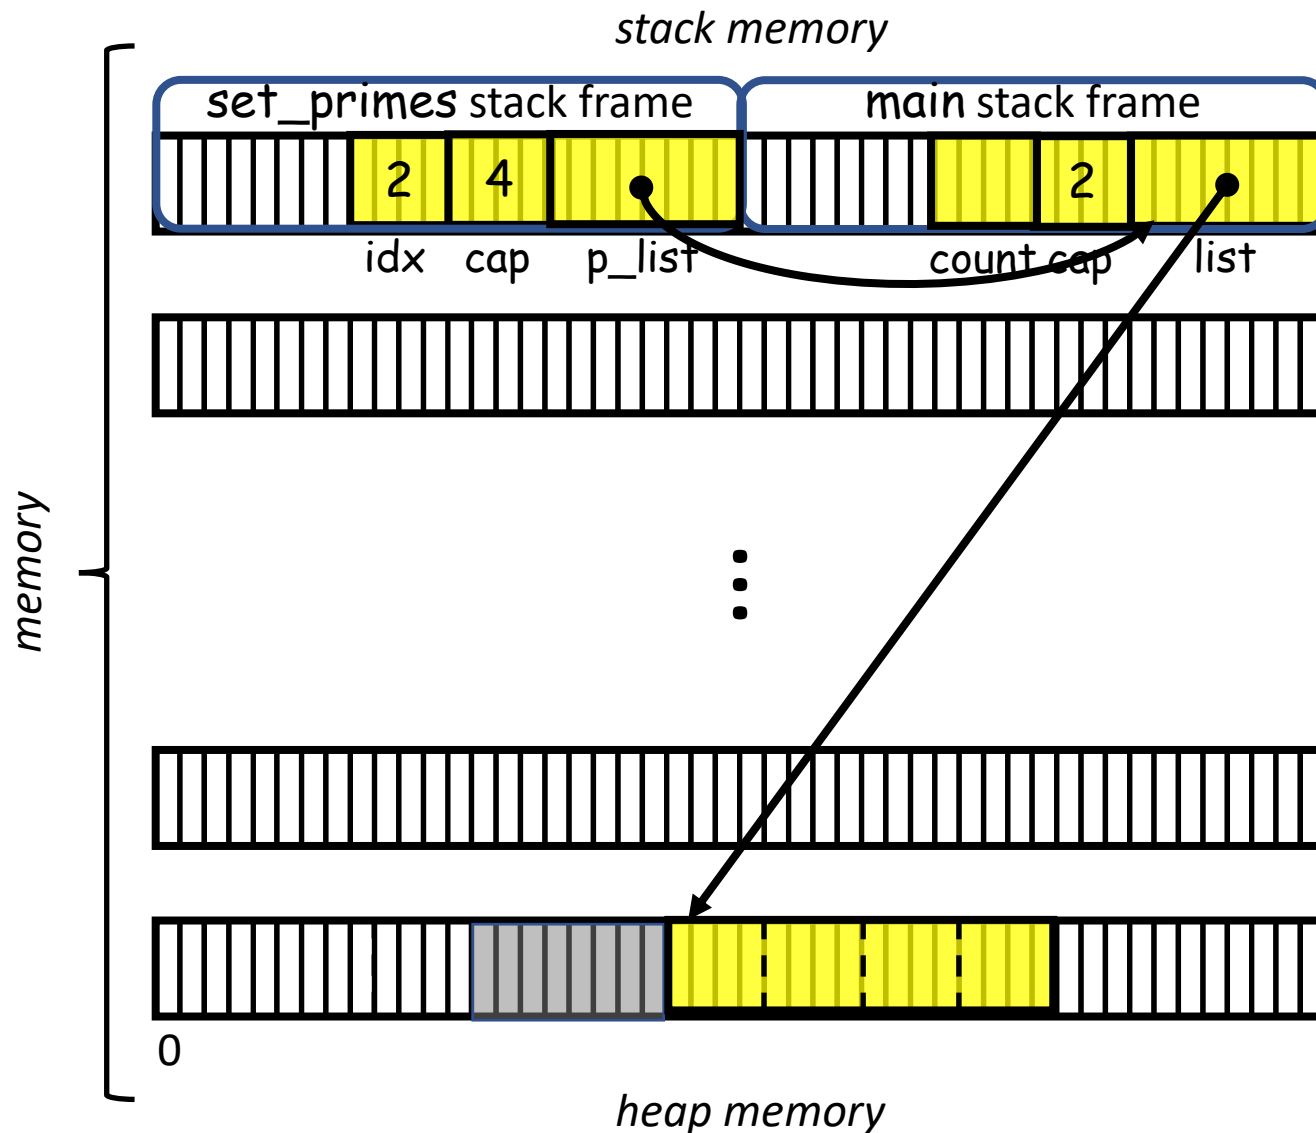 stack memory
set_primes stack frame
main stack frame
2 4 2
idx cap p_list count cap list
memory
0
heap memory